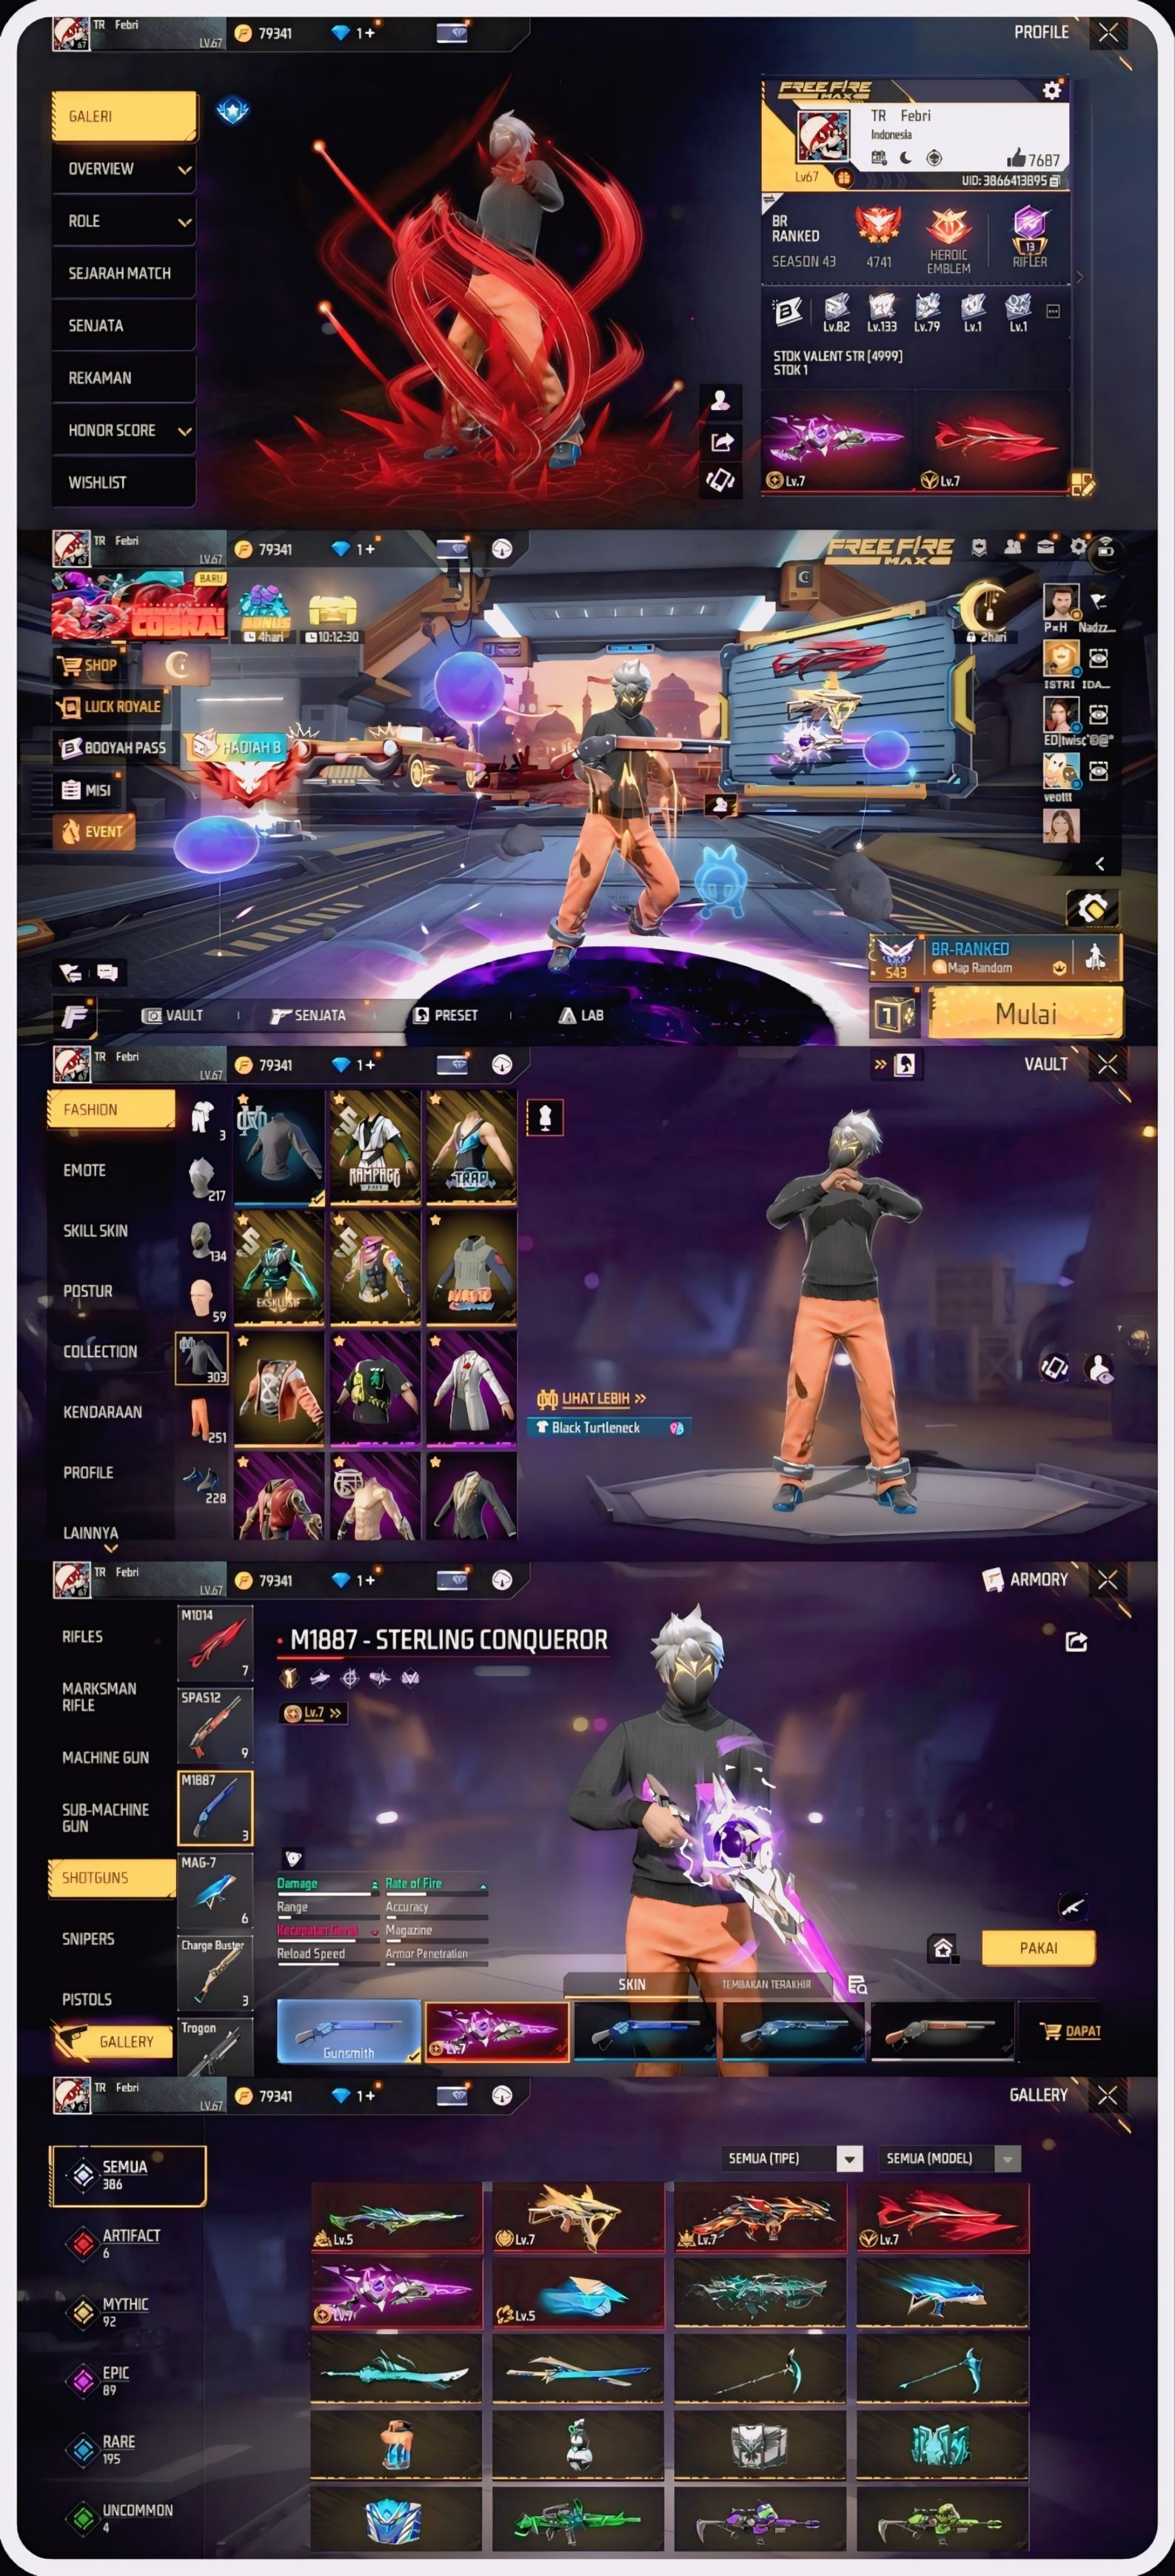 TR Febri
LV.67
79341
1+
PROFILE
GALERI
OVERVIEW
ROLE
SEJARAH MATCH
SENJATA
REKAMAN
HONOR SCORE
WISHLIST
FREE FIRE
MAX
TR Febri
Indonesia
7687
Lv67
UID: 3866413895
BR
RANKED
SEASON 43
4741
HEROIC
EMBLEM
13
RIFLER
Lv.82
Lv.133
Lv.79
Lv.1
Lv.1
STOK VALENT STR [4999]
STOK 1
Lv.7
Lv.7
TR Febri
LV.67
79341
1+
FREE FIRE
MAX
BARU
COBRA!
BONUS
4hari
10:12:30
2hari
SHOP
LUCK ROYALE
BOOYAH PASS
HADIAH B
MISI
EVENT
P×H Nadzz...
ISTRI IDA...
ED|twisc'©@"
veottt
S43
BR-RANKED
Map Random
1
Mulai
VAULT
SENJATA
PRESET
LAB
TR Febri
LV.67
79341
1+
VAULT
FASHION
EMOTE
SKILL SKIN
POSTUR
COLLECTION
KENDARAAN
PROFILE
LAINNYA
3
217
134
59
303
251
228
RAMPAGE
TRAP
EKSKLUSIF
NARUTO
LIHAT LEBIH »
Black Turtleneck
TR Febri
LV.67
79341
1+
ARMORY
RIFLES
MARKSMAN
RIFLE
MACHINE GUN
SUB-MACHINE
GUN
SHOTGUNS
SNIPERS
PISTOLS
GALLERY
M1014
7
SPAS12
9
M1887
3
MAG-7
6
Charge Buster
3
Trogon
M1887 - STERLING CONQUEROR
Lv.7 »
Damage
Rate of Fire
Range
Accuracy
Kecepatan Gerak
Magazine
Reload Speed
Armor Penetration
PAKAI
SKIN
TEMBAKAN TERAKHIR
Gunsmith
Lv.7
DAPAT
TR Febri
LV.67
79341
1+
GALLERY
SEMUA
386
ARTIFACT
6
MYTHIC
92
EPIC
89
RARE
195
UNCOMMON
4
SEMUA (TIPE)
SEMUA (MODEL)
Lv.5
Lv.7
Lv.7
Lv.7
Lv.7
Lv.5